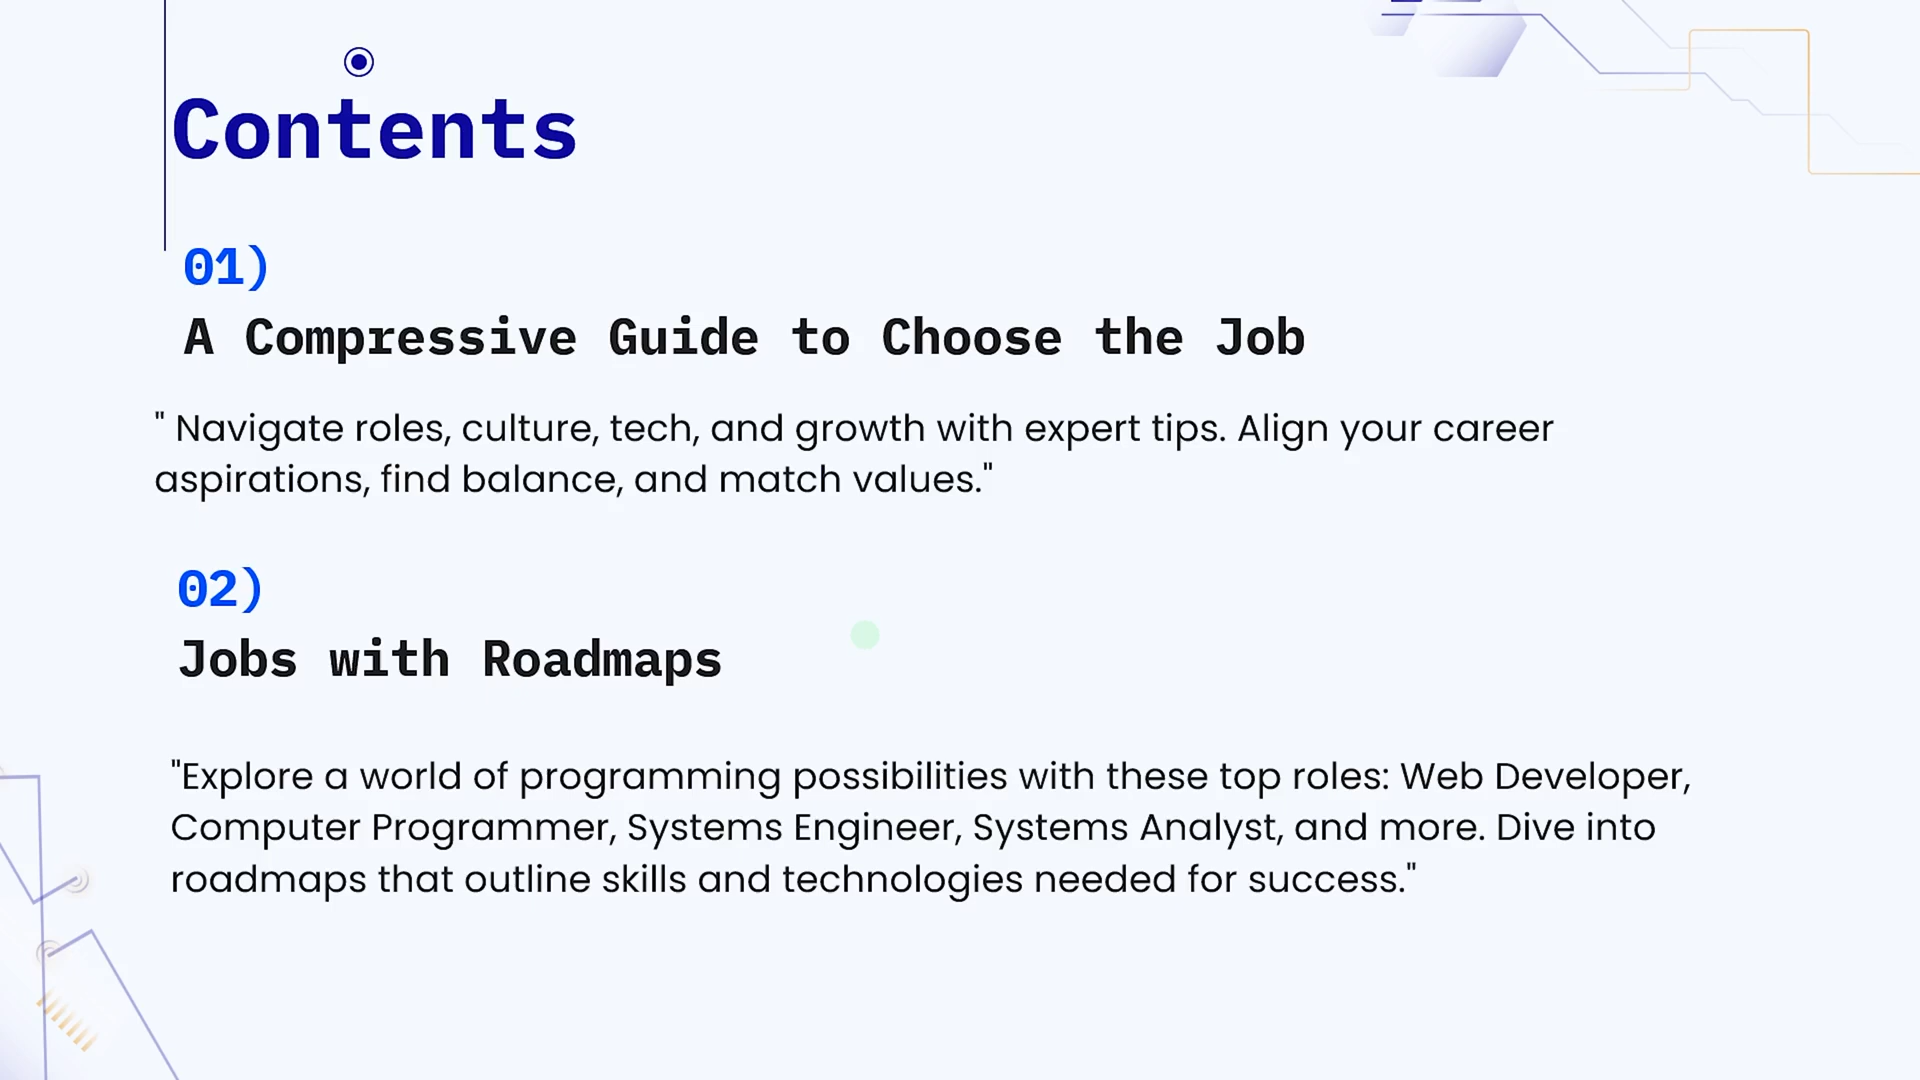 Contents
01)
A Compressive Guide to Choose the Job
" Navigate roles, culture, tech, and growth with expert tips. Align your career
aspirations, find balance, and match values."
02)
Jobs with Roadmaps
"Explore a world of programming possibilities with these top roles: Web Developer,
Computer Programmer, Systems Engineer, Systems Analyst, and more. Dive into
roadmaps that outline skills and technologies needed for success."